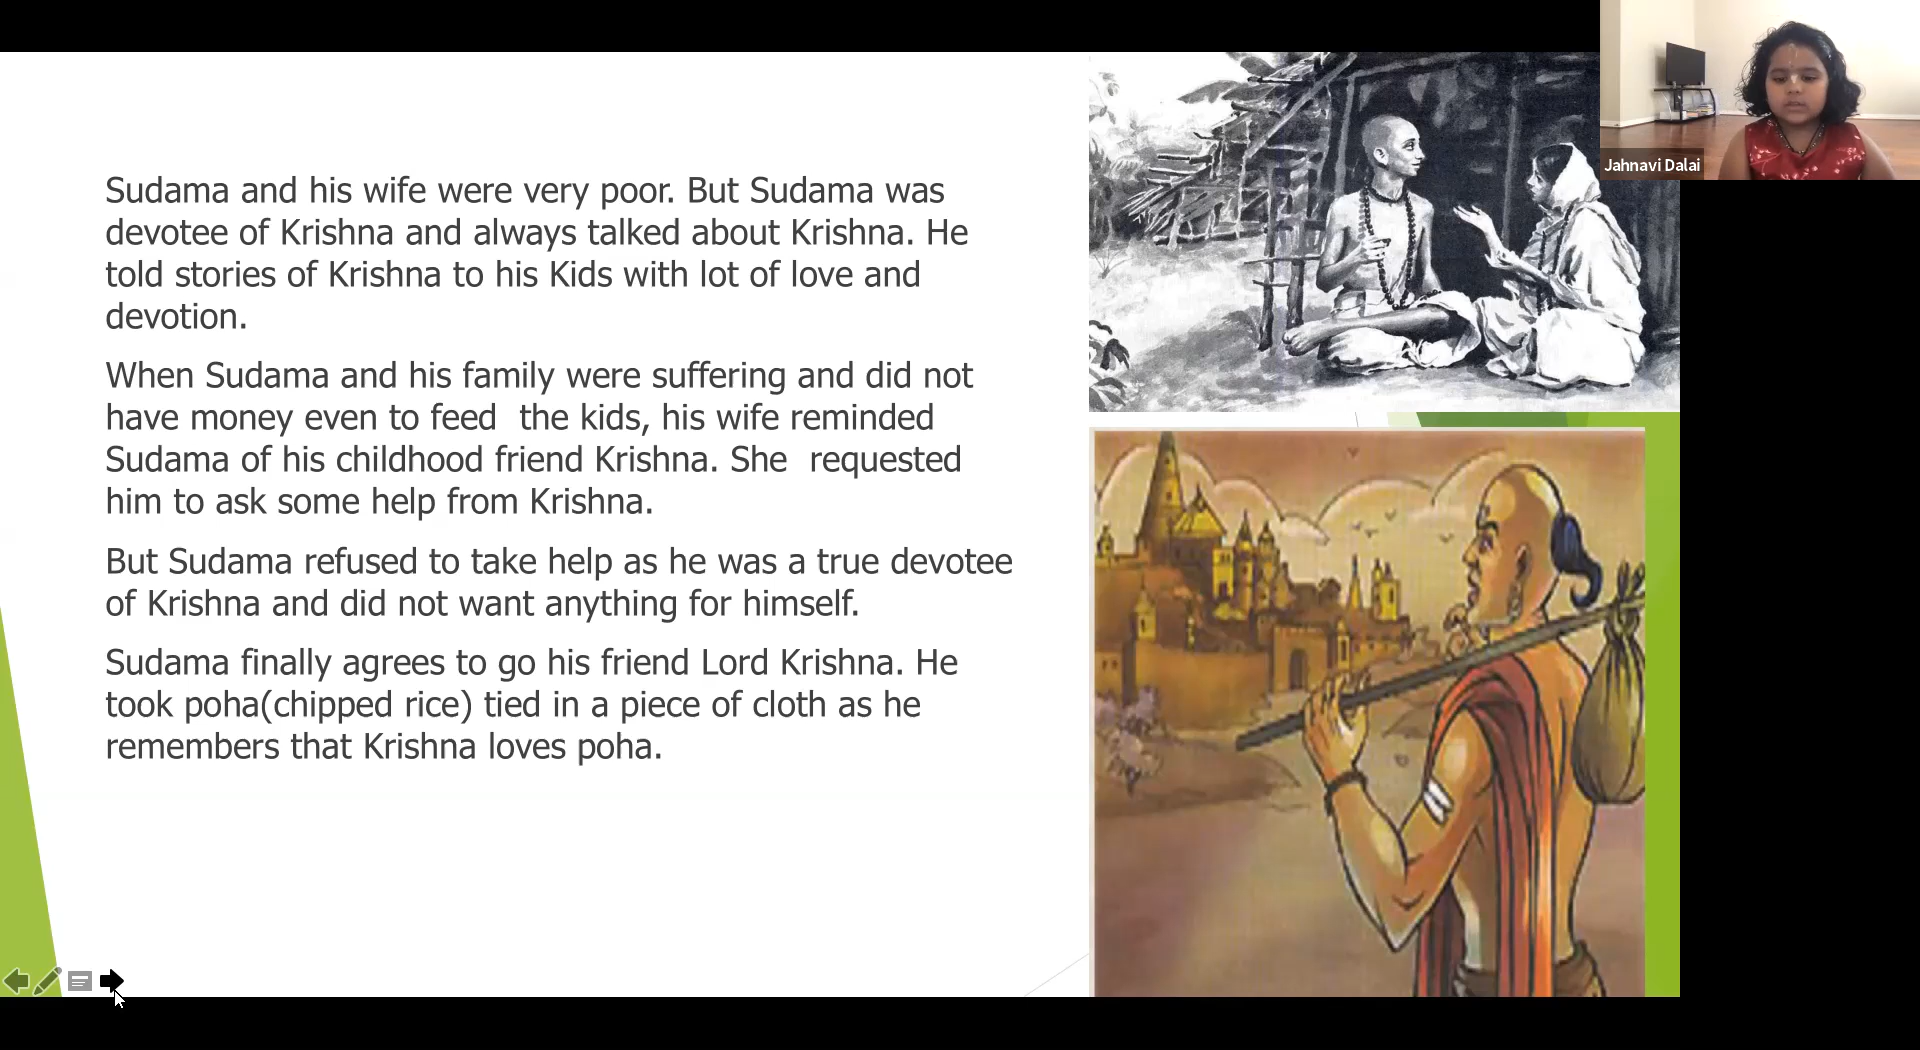 Sudama and his wife were very poor. But Sudama was
devotee of Krishna and always talked about Krishna. He
told stories of Krishna to his Kids with lot of love and
devotion.
When Sudama and his family were suffering and did not
have money even to feed  the kids, his wife reminded
Sudama of his childhood friend Krishna. She  requested
him to ask some help from Krishna.
But Sudama refused to take help as he was a true devotee
of Krishna and did not want anything for himself.
Sudama finally agrees to go his friend Lord Krishna. He
took poha(chipped rice) tied in a piece of cloth as he
remembers that Krishna loves poha.
Jahnavi Dalai